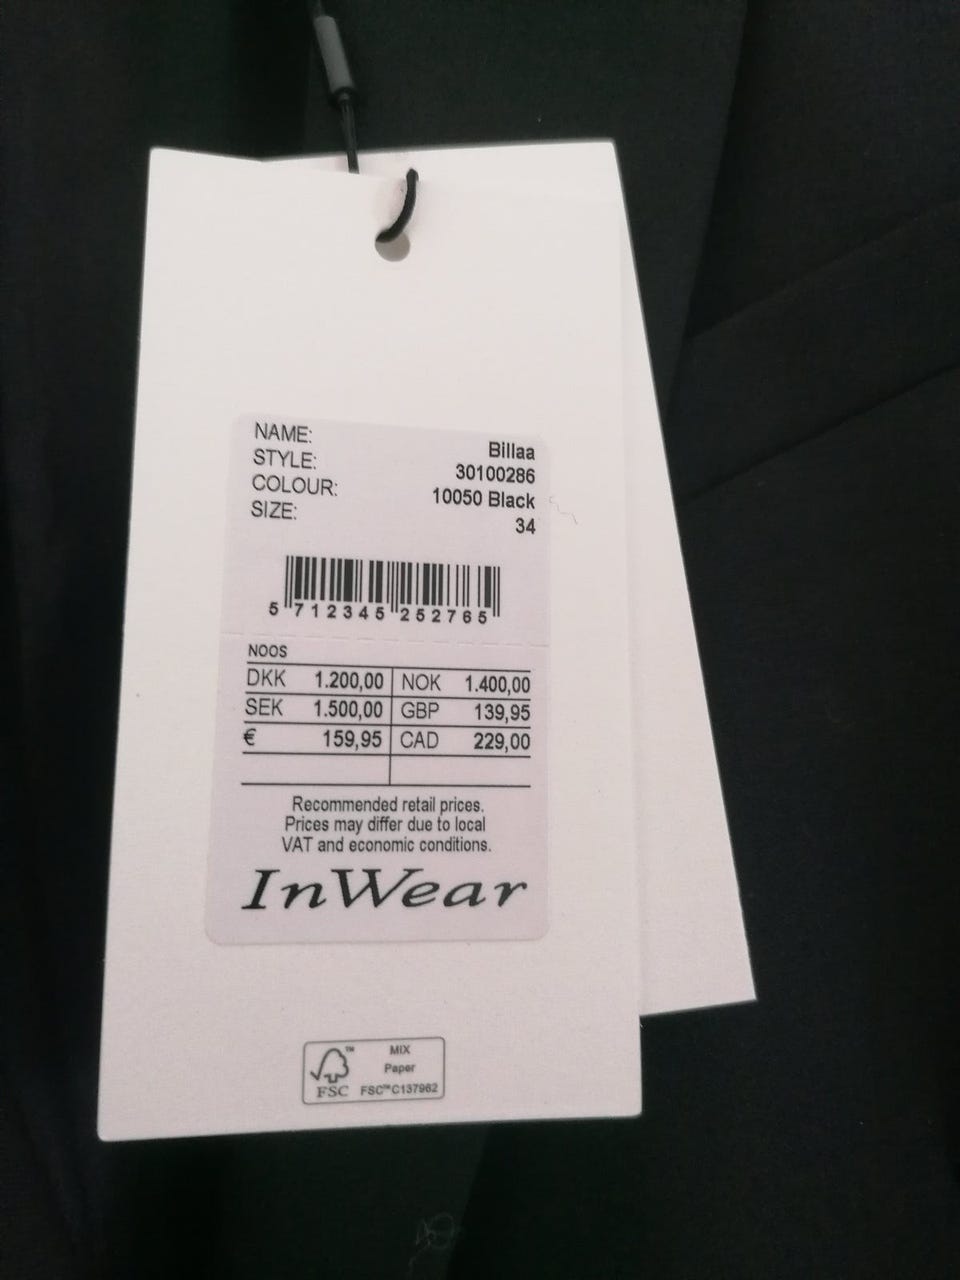 NAME: Billaa
STYLE: 30100286
COLOUR: 10050 Black
SIZE: 34
5 712345 252765
NOOS
DKK 1.200,00 NOK 1.400,00
SEK 1.500,00 GBP 139,95
€ 159,95 CAD 229,00
Recommended retail prices.
Prices may differ due to local
VAT and economic conditions.
InWear
MIX
Paper
FSC™ C137982
FSC